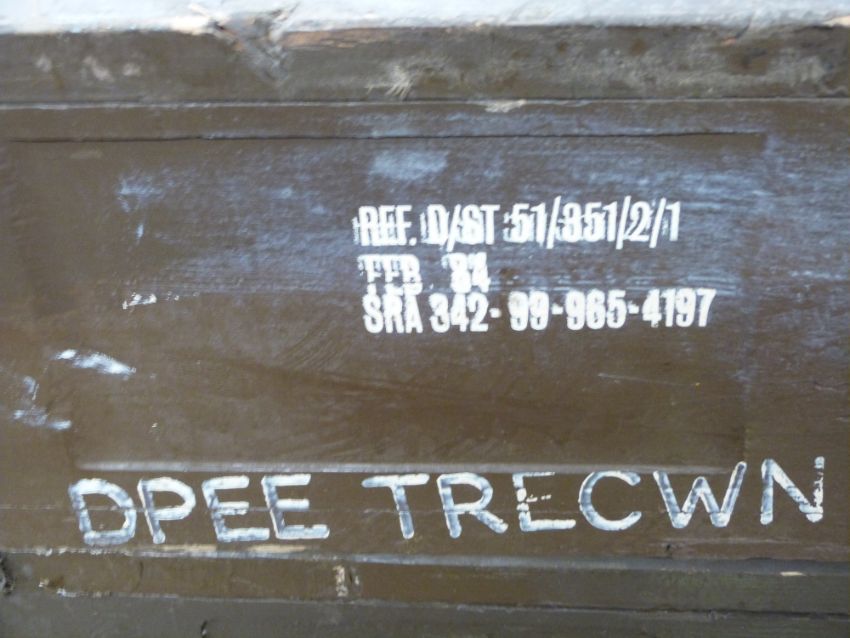 REF. D/ST 51/351/2/1
FEB 84
SRA 342-99-965-4197
DPEE TRECWN